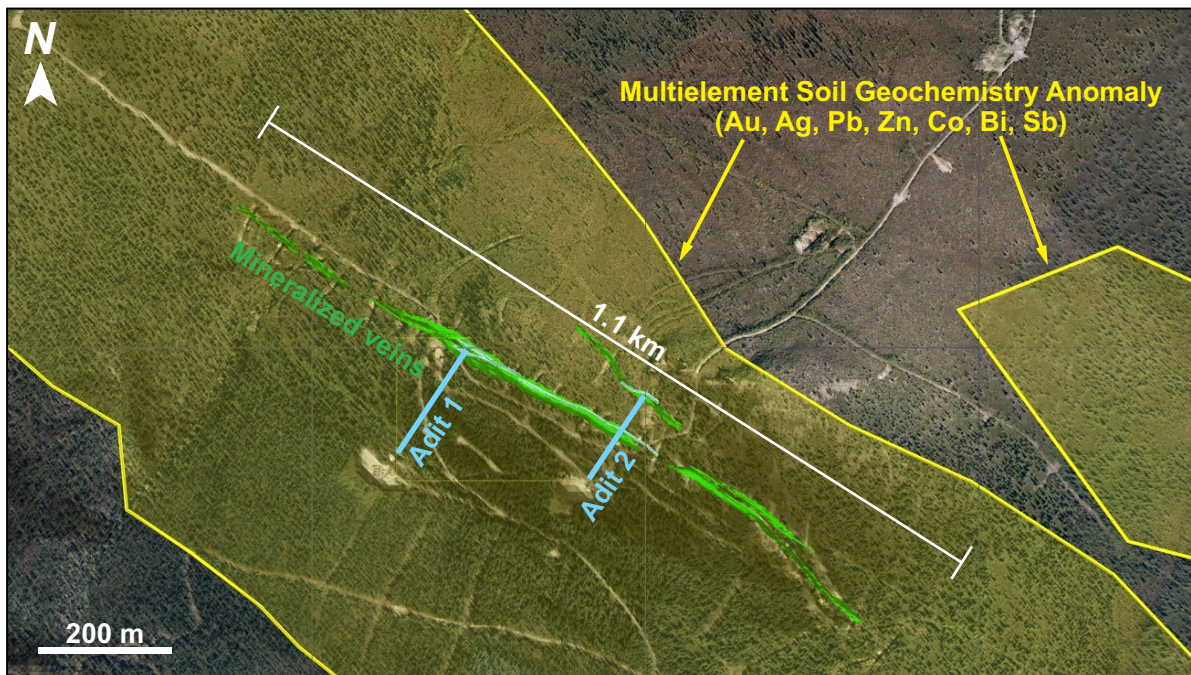 N
Multielement Soil Geochemistry Anomaly
(Au, Ag, Pb, Zn, Co, Bi, Sb)
Mineralized veins
1.1 km
Adit 1
Adit 2
200 m